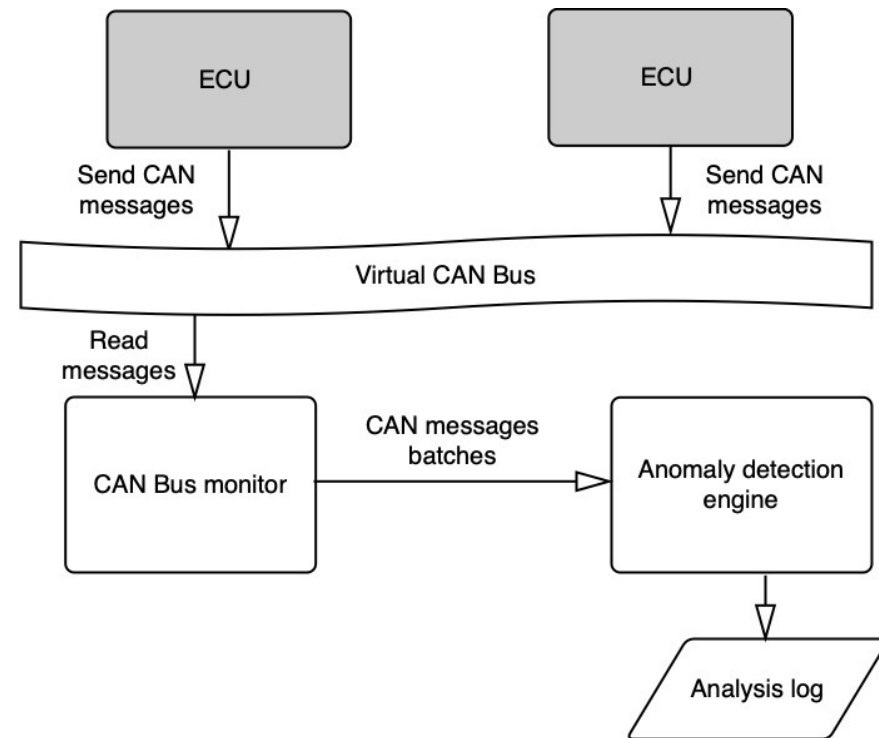 ECU
ECU
Send CAN
messages
Send CAN
messages
Virtual CAN Bus
Read
messages
CAN Bus monitor
CAN messages
batches
Anomaly detection
engine
Analysis log